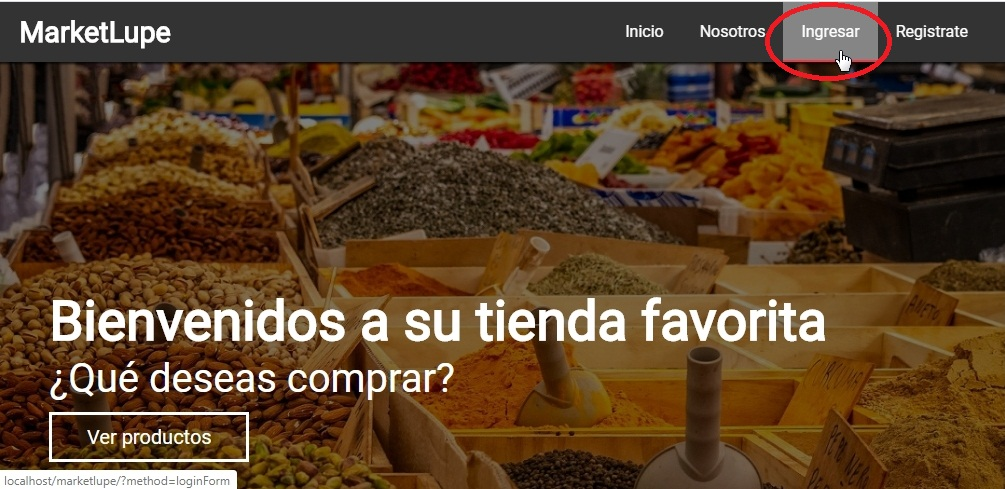 MarketLupe
Inicio Nosotros Ingresar Registrate
Bienvenidos a su tienda favorita
¿Qué deseas comprar?
Ver productos
localhost/marketlupe/?method=loginForm